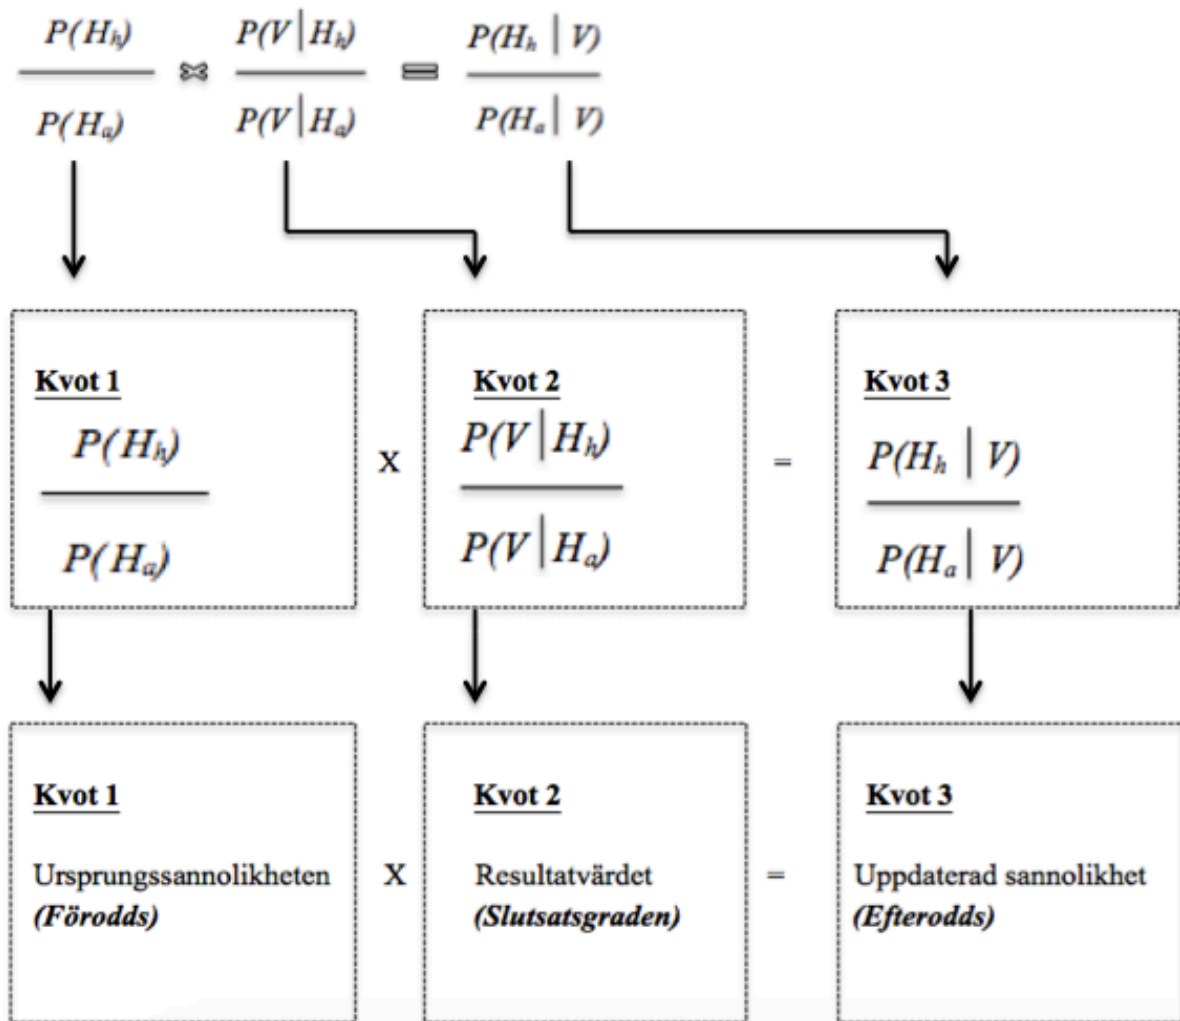 P(Hₕ) P(V|Hₕ) P(Hₕ | V)
× =
P(Hₐ) P(V|Hₐ) P(Hₐ | V)
Kvot 1 Kvot 2 Kvot 3
P(Hₕ) P(V|Hₕ) P(Hₕ | V)
X =
P(Hₐ) P(V|Hₐ) P(Hₐ | V)
Kvot 1 Kvot 2 Kvot 3
Ursprungssannolikheten X Resultatvärdet = Uppdaterad sannolikhet
(Förodds) (Slutsatsgraden) (Efterodds)